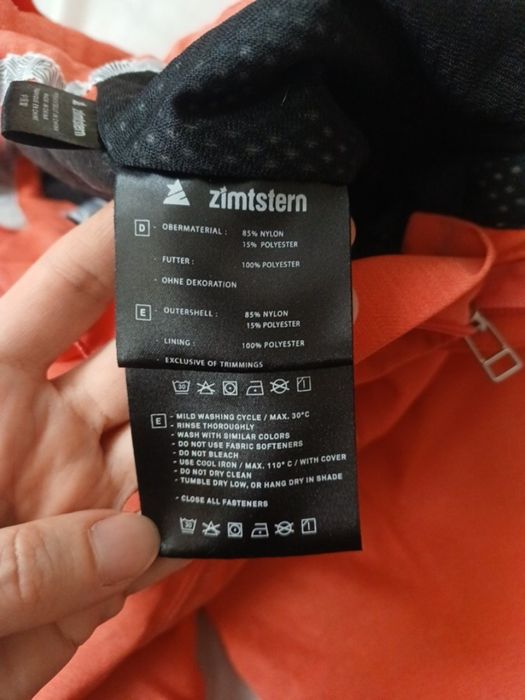 zimtstern
D - OBERMATERIAL : 85% NYLON
15% POLYESTER
- FUTTER : 100% POLYESTER
- OHNE DEKORATION
E - OUTERSHELL : 85% NYLON
15% POLYESTER
LINING : 100% POLYESTER
EXCLUSIVE OF TRIMMINGS
30
E - MILD WASHING CYCLE / MAX. 30°C
- RINSE THOROUGHLY
- WASH WITH SIMILAR COLORS
- DO NOT USE FABRIC SOFTENERS
- DO NOT BLEACH
- USE COOL IRON / MAX. 110° C / WITH COVER
- DO NOT DRY CLEAN
- TUMBLE DRY LOW, OR HANG DRY IN SHADE
- CLOSE ALL FASTENERS
30
zimtstern